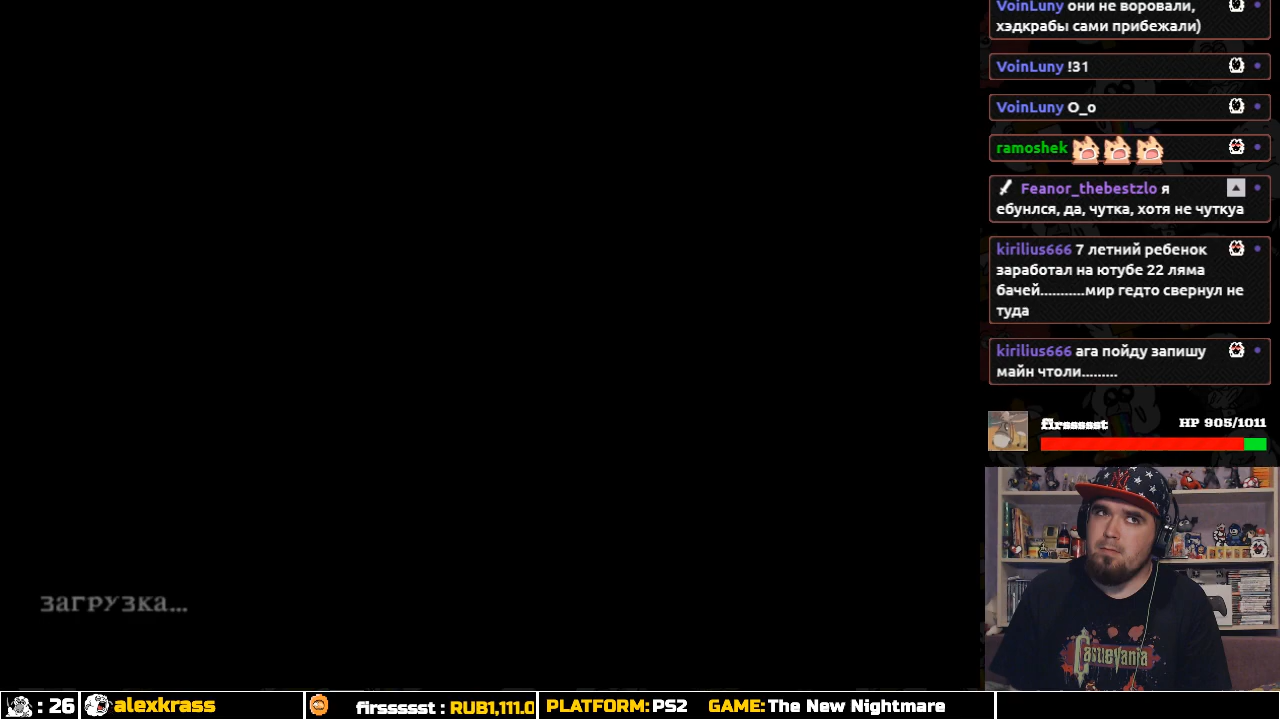 VoinLuny они не воровали,
хэдкрабы сами прибежали)
VoinLuny !31
VoinLuny O_o
ramoshek
Feanor_thebestzlo я
ебунлся, да, чутка, хотя не чуткуа
kirilius666 7 летний ребенок
заработал на ютубе 22 ляма
бачей...........мир гедто свернул не
туда
kirilius666 ага пойду запишу
майн чтоли.........
firssssst HP 905/1011
Castlevania
загрузка...
: 26 alexkrass firssssst : RUB1,111.0 PLATFORM: PS2 GAME: The New Nightmare